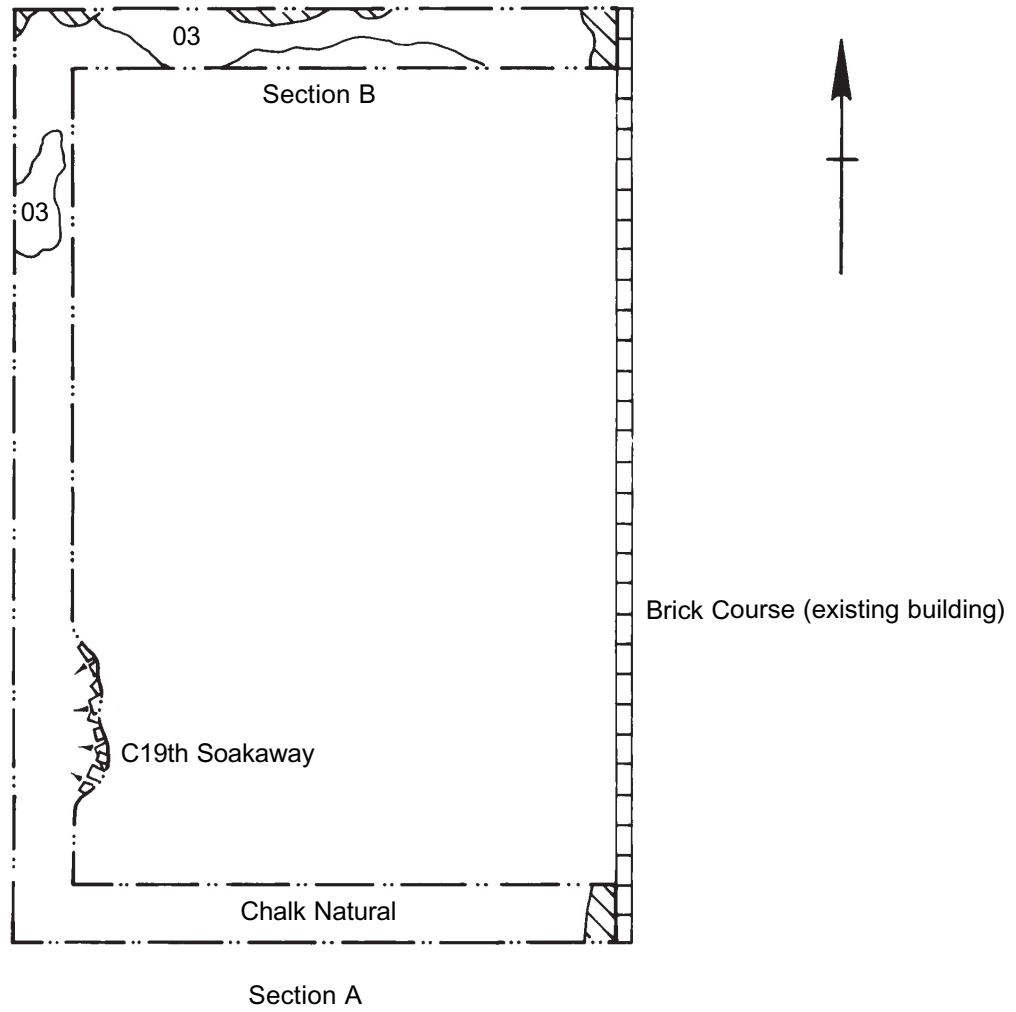 03
Section B
03
Brick Course (existing building)
C19th Soakaway
Chalk Natural
Section A